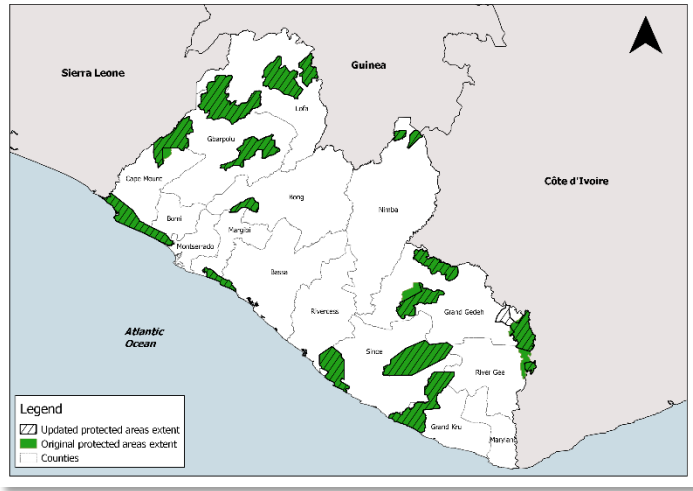 Guinea
Sierra Leone
Lofa
Gbarpolu
Cape Mount
Côte d'Ivoire
Bong
Nimba
Bomi
Margibi
Montserrado
Bassa
Rivercess
Grand Gedeh
Atlantic
Ocean
Sinoe
River Gee
Grand Kru
Maryland
Legend
Updated protected areas extent
Original protected areas extent
Counties